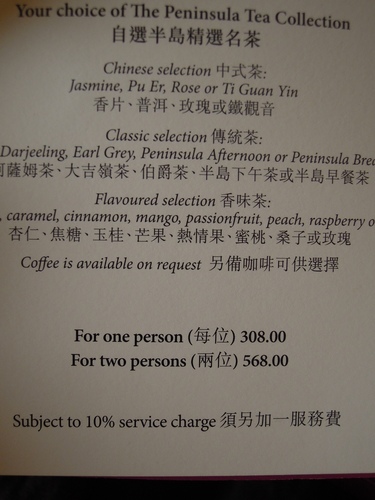 Your choice of The Peninsula Tea Collection
自選半島精選名茶
Chinese selection 中式茶:
Jasmine, Pu Er, Rose or Ti Guan Yin
香片、普洱、玫瑰或鐵觀音
Classic selection 傳統茶:
Darjeeling, Earl Grey, Peninsula Afternoon or Peninsula
薩姆茶、大吉嶺茶、伯爵茶、半島下午茶或半島早餐茶
Flavoured selection 香味茶:
, caramel, cinnamon, mango, passionfruit, peach, raspberry
杏仁、焦糖、玉桂、芒果、熱情果、蜜桃、桑子或玫瑰
Coffee is available on request 另備咖啡可供選擇
For one person (每位) 308.00
For two persons (兩位) 568.00
Subject to 10% service charge 須另加一服務費